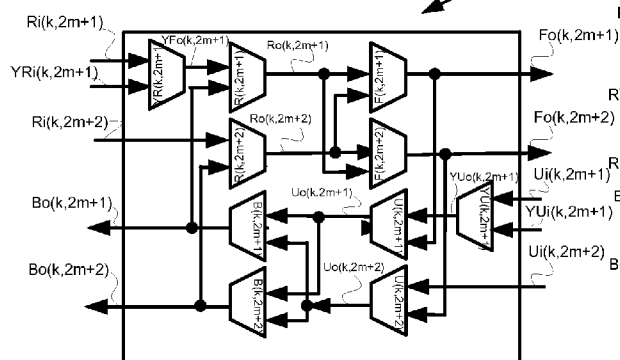 Ri(k,2m+1)
YFo(k,2m+1)
Ro(k,2m+1)
Fo(k,2m+1)
YRi(k,2m+1)
YR(k,2m+1)
R(k,2m+1)
F(k,2m+1)
R
Ri(k,2m+2)
Ro(k,2m+2)
Fo(k,2m+2)
R(k,2m+2)
F(k,2m+2)
R
Bo(k,2m+1)
Uo(k,2m+1)
YUo(k,2m+1)
Ui(k,2m+1)
B(k,2m+1)
U(k,2m+1)
YU(k,2m+1)
YUi(k,2m+1)
Bo(k,2m+2)
Uo(k,2m+2)
Ui(k,2m+2)
B
B(k,2m+2)
U(k,2m+2)